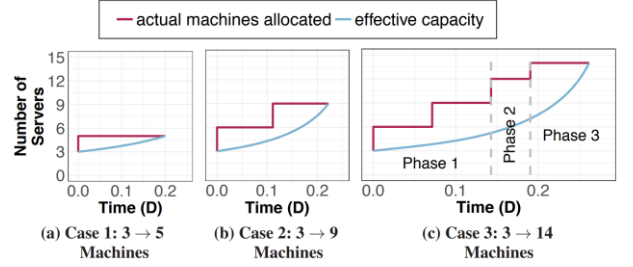 actual machines allocated effective capacity
Number of
Servers
15
12
9
6
3
0
0.0 0.1 0.2
Time (D)
0.0 0.1 0.2
Time (D)
Phase 1
Phase 2
Phase 3
0.0 0.1 0.2
Time (D)
(a) Case 1: 3 → 5
Machines
(b) Case 2: 3 → 9
Machines
(c) Case 3: 3 → 14
Machines